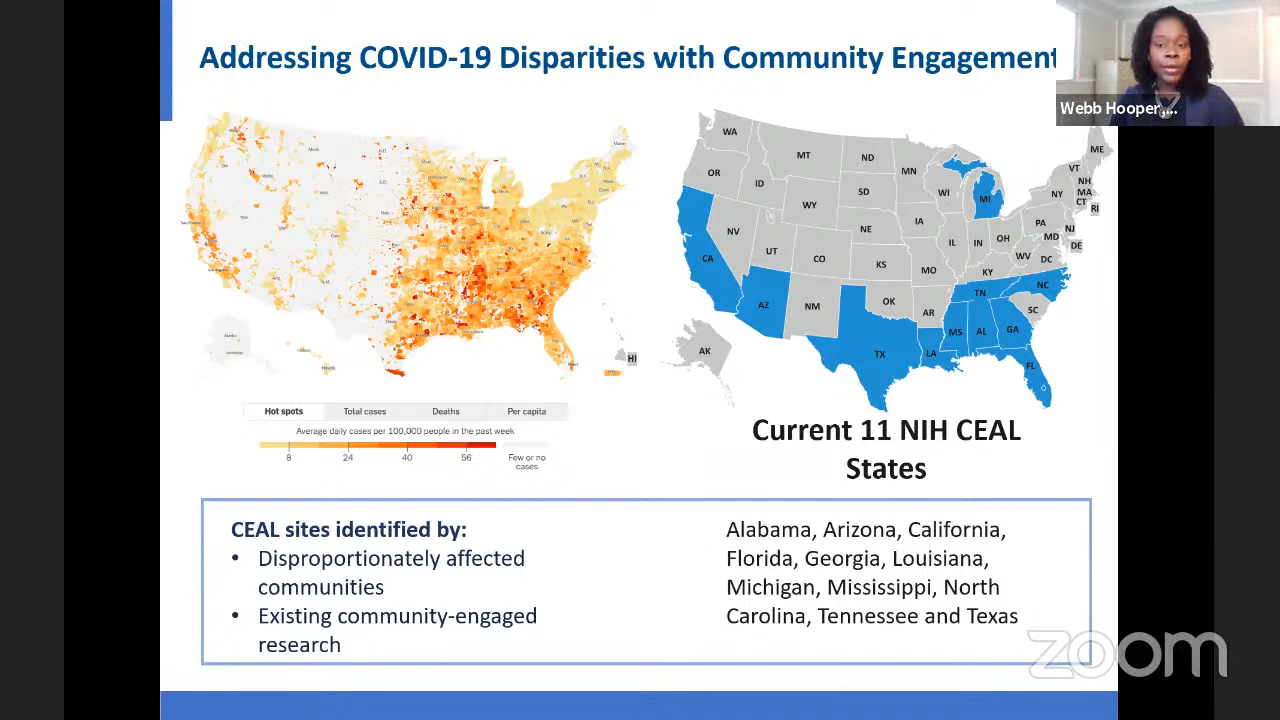 Addressing COVID-19 Disparities with Community Engagement
Webb Hooper,...
WA
OR
CA
ID
NV
AZ
MT
WY
UT
CO
NM
ND
SD
NE
KS
OK
TX
MN
IA
MO
AR
LA
WI
IL
MI
IN
OH
KY
TN
MS
AL
GA
FL
SC
NC
WV
PA
NY
VT
NH
MA
CT
RI
NJ
MD
DE
DC
ME
AK
HI
Hot spots
Total cases
Deaths
Per capita
Average daily cases per 100,000 people in the past week
8
24
40
56
Few or no
cases
Current 11 NIH CEAL
States
CEAL sites identified by:
• Disproportionately affected
communities
• Existing community-engaged
research
Alabama, Arizona, California,
Florida, Georgia, Louisiana,
Michigan, Mississippi, North
Carolina, Tennessee and Texas
zoom